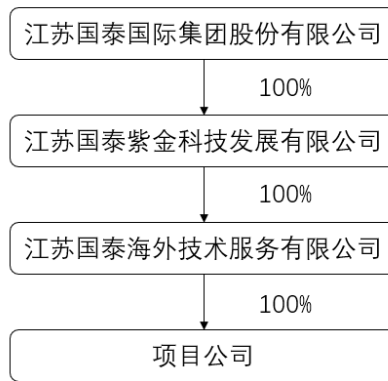 江苏国泰国际集团股份有限公司
100%
江苏国泰紫金科技发展有限公司
100%
江苏国泰海外技术服务有限公司
100%
项目公司